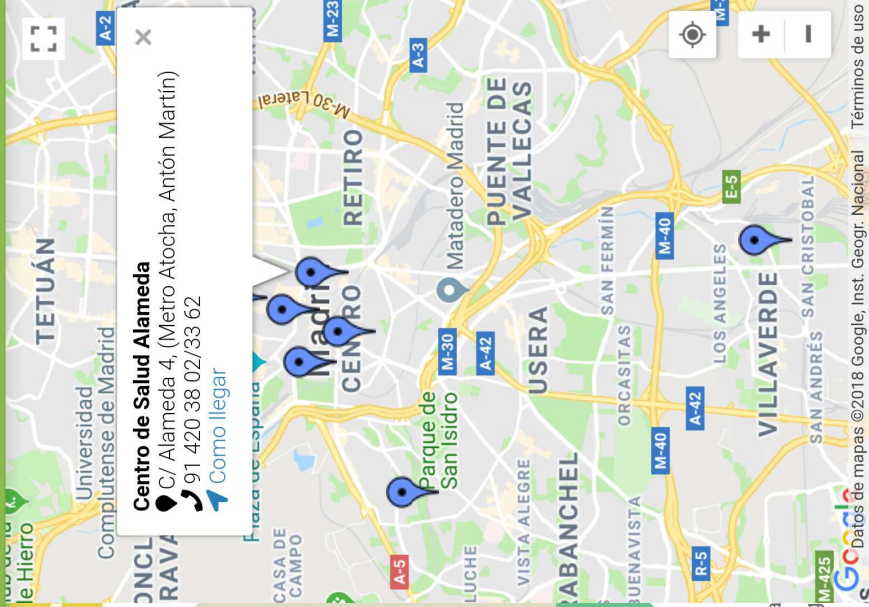 Centro de Salud Alameda
C/ Alameda 4, (Metro Atocha, Antón Martín)
91 420 38 02/33 62
Como llegar
de Hierro
Universidad
Complutense de Madrid
TETUÁN
A-2
M-23
A-3
M-30 Lateral
Plaza de España
CASA DE
CAMPO
CENTRO
RETIRO
A-5
Parque de
San Isidro
M-30
Matadero Madrid
A-42
PUENTE DE
VALLECAS
LUCHE
VISTA ALEGRE
USERA
RABANCHEL
BUENAVISTA
ORCASITAS
SAN FERMÍN
M-40
M-40
A-42
R-5
LOS ANGELES
E-5
VILLAVERDE
SAN ANDRÉS
SAN CRISTOBAL
M-425
Google
Datos de mapas ©2018 Google, Inst. Geogr. Nacional
Términos de uso